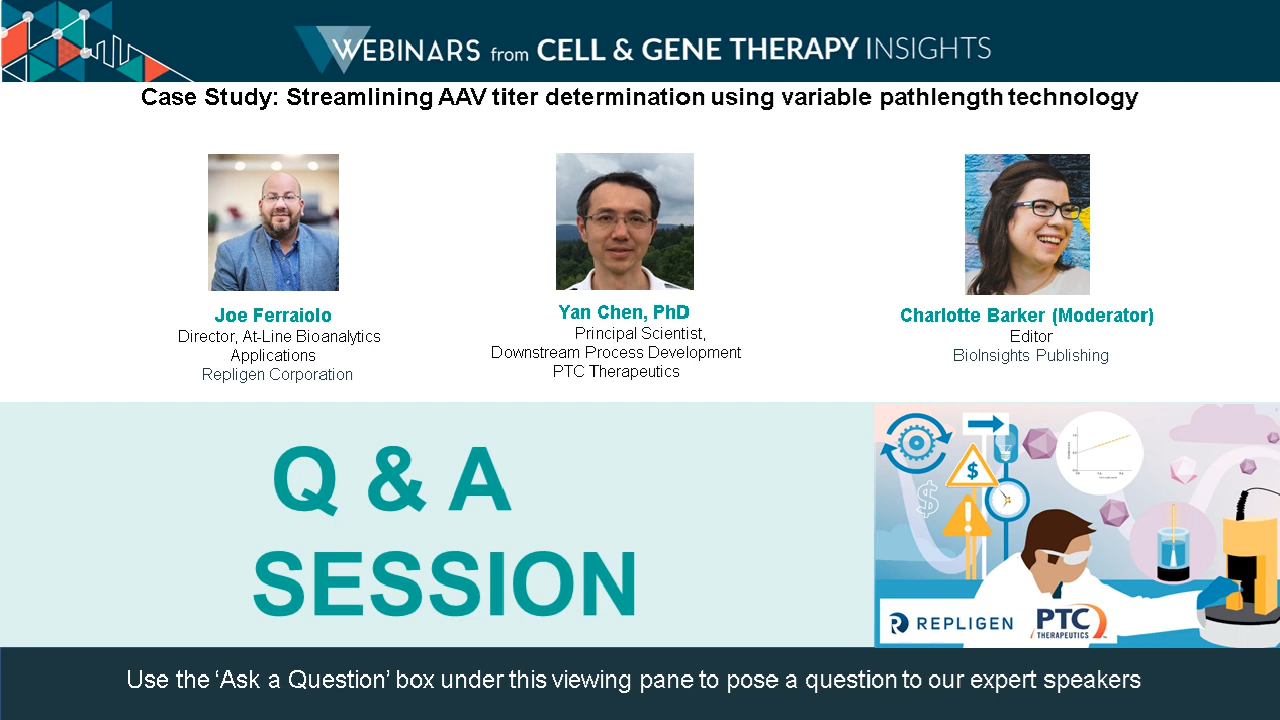 WEBINARS from CELL & GENE THERAPY INSIGHTS
Case Study: Streamlining AAV titer determination using variable pathlength technology
Joe Ferraiolo
Director, At-Line Bioanalytics
Applications
Repligen Corporation
Yan Chen, PhD
Principal Scientist,
Downstream Process Development
PTC Therapeutics
Charlotte Barker (Moderator)
Editor
BioInsights Publishing
Q & A
SESSION
$
$
!
REPLIGEN
PTC
THERAPEUTICS
Use the ‘Ask a Question’ box under this viewing pane to pose a question to our expert speakers